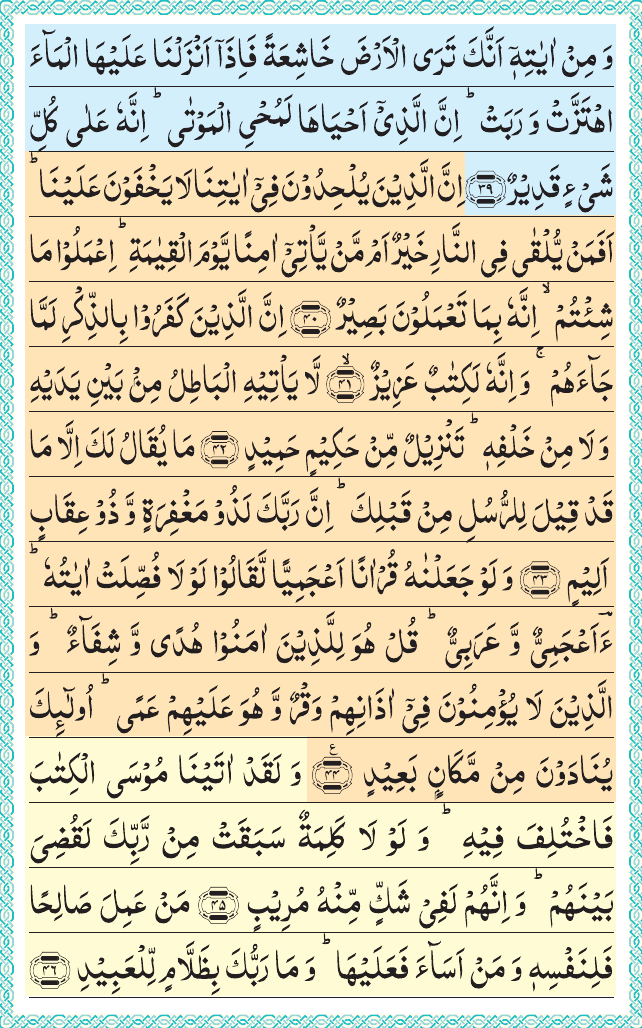 وَ مِنْ اٰیٰتِهٖۤ اَنَّكَ تَرَی الْاَرْضَ خَاشِعَةً فَاِذَاۤ اَنْزَلْنَا عَلَیْهَا الْمَآءَ
اهْتَزَّتْ وَ رَبَتْ ؕ اِنَّ الَّذِیْۤ اَحْیَاهَا لَمُحْیِ الْمَوْتٰی ؕ اِنَّهٗ عَلٰی كُلِّ
شَیْءٍ قَدِیْرٌ ﴿۳۹﴾ اِنَّ الَّذِیْنَ یُلْحِدُوْنَ فِیْۤ اٰیٰتِنَا لَا یَخْفَوْنَ عَلَیْنَا ؕ
اَفَمَنْ یُّلْقٰی فِی النَّارِ خَیْرٌ اَمْ مَّنْ یَّاْتِیْۤ اٰمِنًا یَّوْمَ الْقِیٰمَةِ ؕ اِعْمَلُوْا مَا
شِئْتُمْ ۙ اِنَّهٗ بِمَا تَعْمَلُوْنَ بَصِیْرٌ ﴿۴۰﴾ اِنَّ الَّذِیْنَ كَفَرُوْا بِالذِّكْرِ لَمَّا
جَآءَهُمْ ۚ وَ اِنَّهٗ لَكِتٰبٌ عَزِیْزٌ ﴿ۙ۴۱﴾ لَّا یَاْتِیْهِ الْبَاطِلُ مِنْۢ بَیْنِ یَدَیْهِ
وَ لَا مِنْ خَلْفِهٖ ؕ تَنْزِیْلٌ مِّنْ حَكِیْمٍ حَمِیْدٍ ﴿۴۲﴾ مَا یُقَالُ لَكَ اِلَّا مَا
قَدْ قِیْلَ لِلرُّسُلِ مِنْ قَبْلِكَ ؕ اِنَّ رَبَّكَ لَذُوْ مَغْفِرَةٍ وَّ ذُوْ عِقَابٍ
اَلِیْمٍ ﴿۴۳﴾ وَ لَوْ جَعَلْنٰهُ قُرْاٰنًا اَعْجَمِیًّا لَّقَالُوْا لَوْ لَا فُصِّلَتْ اٰیٰتُهٗ ؕ
ءَؔاَعْجَمِیٌّ وَّ عَرَبِیٌّ ؕ قُلْ هُوَ لِلَّذِیْنَ اٰمَنُوْا هُدًی وَّ شِفَآءٌ ؕ وَ
الَّذِیْنَ لَا یُؤْمِنُوْنَ فِیْۤ اٰذَانِهِمْ وَقْرٌ وَّ هُوَ عَلَیْهِمْ عَمًی ؕ اُولٰٓىِٕكَ
یُنَادَوْنَ مِنْ مَّكَانٍۭ بَعِیْدٍ ﴿۴۴﴾ع وَ لَقَدْ اٰتَیْنَا مُوْسَی الْكِتٰبَ
فَاخْتُلِفَ فِیْهِ ؕ وَ لَوْ لَا كَلِمَةٌ سَبَقَتْ مِنْ رَّبِّكَ لَقُضِیَ
بَیْنَهُمْ ؕ وَ اِنَّهُمْ لَفِیْ شَكٍّ مِّنْهُ مُرِیْبٍ ﴿۴۵﴾ مَنْ عَمِلَ صَالِحًا
فَلِنَفْسِهٖ وَ مَنْ اَسَآءَ فَعَلَیْهَا ؕ وَ مَا رَبُّكَ بِظَلَّامٍ لِّلْعَبِیْدِ ﴿۴۶﴾